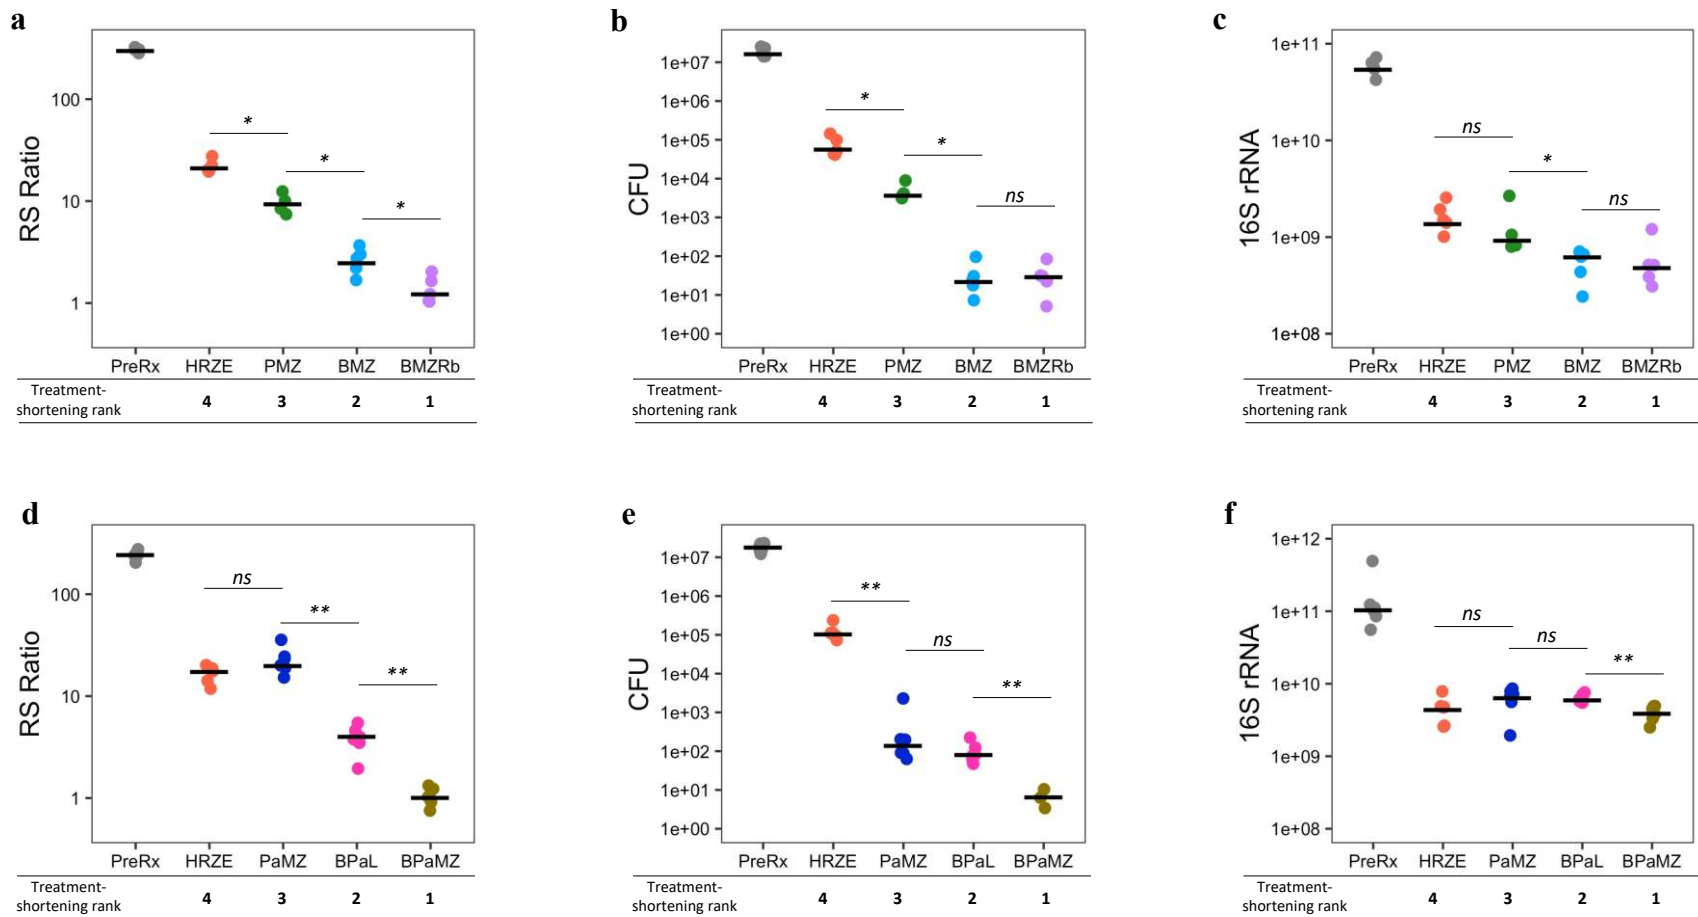 a
RS Ratio
100
10
1
*
*
*
PreRx HRZE PMZ BMZ BMZRb
Treatment-
shortening rank 4 3 2 1
b
CFU
1e+07
1e+06
1e+05
1e+04
1e+03
1e+02
1e+01
1e+00
*
*
ns
PreRx HRZE PMZ BMZ BMZRb
Treatment-
shortening rank 4 3 2 1
c
16S rRNA
1e+11
1e+10
1e+09
1e+08
ns
*
ns
PreRx HRZE PMZ BMZ BMZRb
Treatment-
shortening rank 4 3 2 1
d
RS Ratio
100
10
1
ns
**
**
PreRx HRZE PaMZ BPaL BPaMZ
Treatment-
shortening rank 4 3 2 1
e
CFU
1e+07
1e+06
1e+05
1e+04
1e+03
1e+02
1e+01
1e+00
**
ns
**
PreRx HRZE PaMZ BPaL BPaMZ
Treatment-
shortening rank 4 3 2 1
f
16S rRNA
1e+12
1e+11
1e+10
1e+09
1e+08
ns
ns
**
PreRx HRZE PaMZ BPaL BPaMZ
Treatment-
shortening rank 4 3 2 1